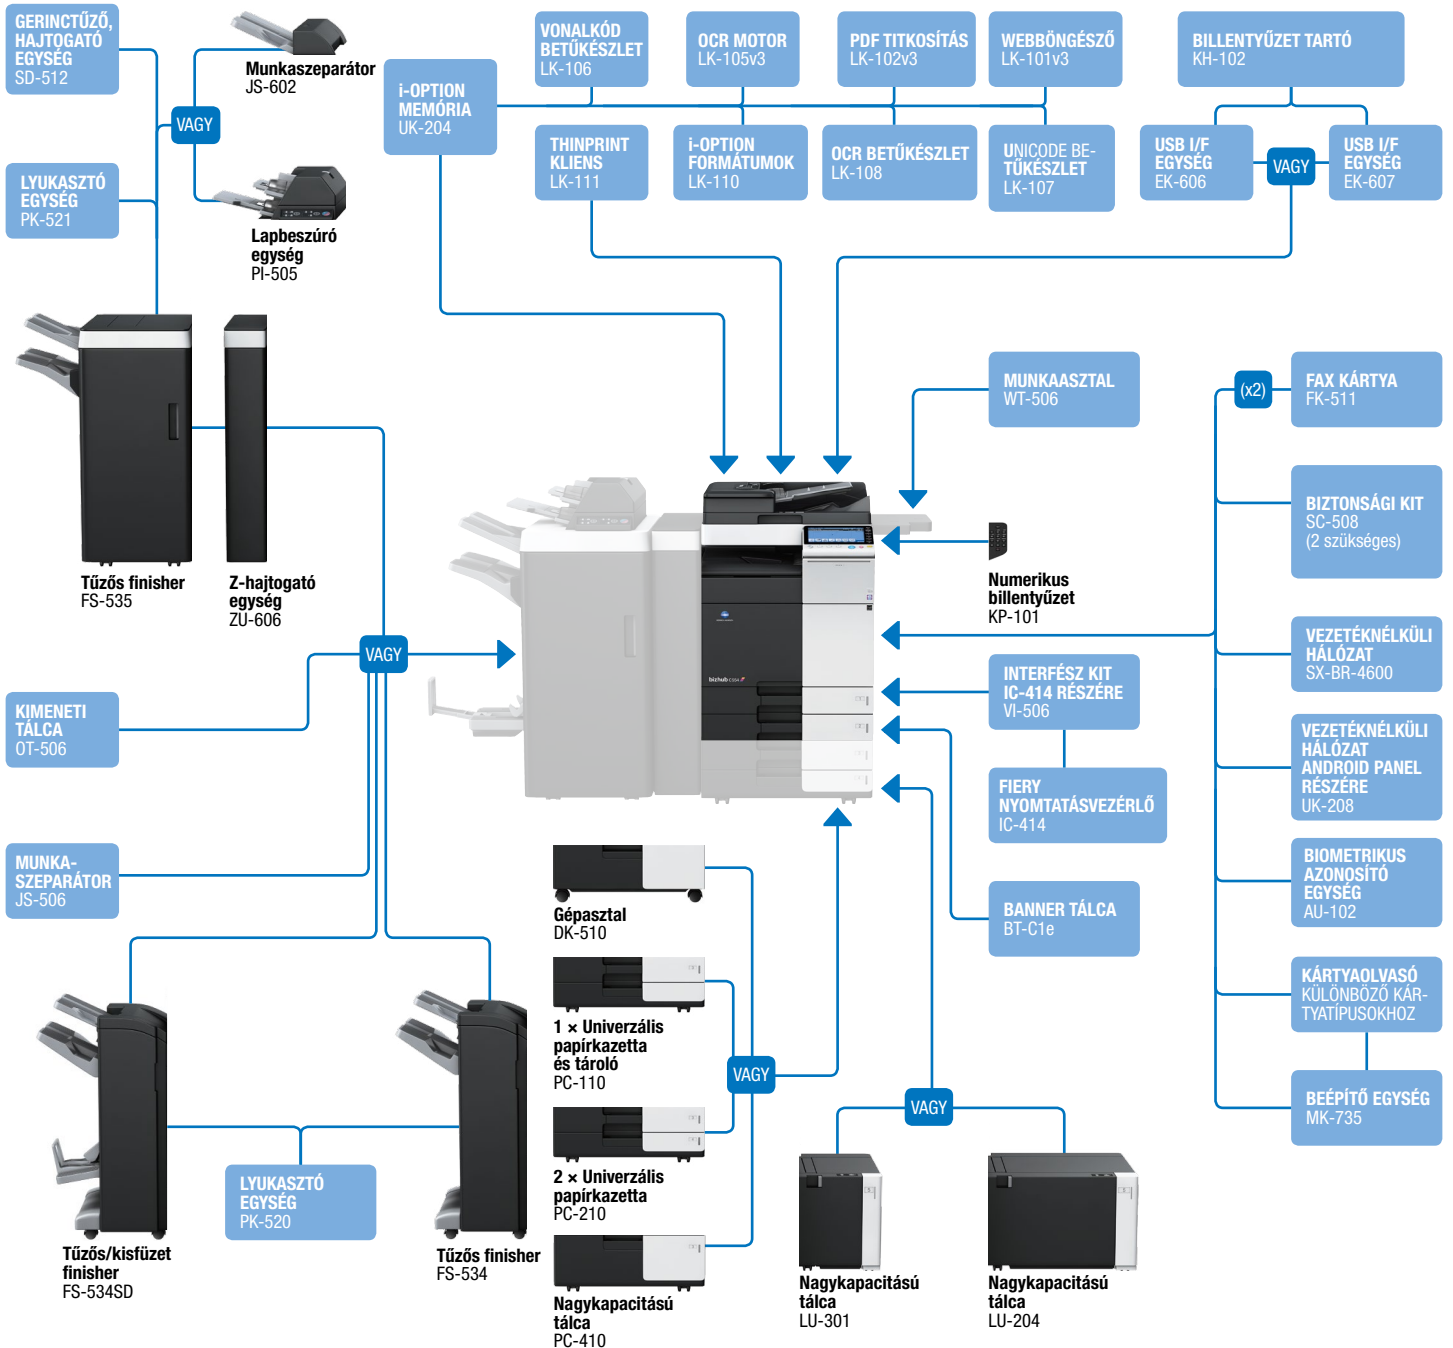 GERINCTŰZŐ,
HAJTOGATÓ
EGYSÉG
SD-512
Munkaszeparátor
JS-602
VAGY
LYUKASZTÓ
EGYSÉG
PK-521
Lapbeszúró
egység
PI-505
i-OPTION
MEMÓRIA
UK-204
VONALKÓD
BETŰKÉSZLET
LK-106
OCR MOTOR
LK-105v3
PDF TITKOSÍTÁS
LK-102v3
WEBBÖNGÉSZŐ
LK-101v3
BILLENTYŰZET TARTÓ
KH-102
THINPRINT
KLIENS
LK-111
i-OPTION
FORMÁTUMOK
LK-110
OCR BETŰKÉSZLET
LK-108
UNICODE BE-
TŰKÉSZLET
LK-107
USB I/F
EGYSÉG
EK-606
VAGY
USB I/F
EGYSÉG
EK-607
Tűzős finisher
FS-535
Z-hajtogató
egység
ZU-606
MUNKAASZTAL
WT-506
(x2)
FAX KÁRTYA
FK-511
BIZTONSÁGI KIT
SC-508
(2 szükséges)
Numerikus
billentyűzet
KP-101
VEZETÉKNÉLKÜLI
HÁLÓZAT
SX-BR-4600
VAGY
KIMENETI
TÁLCA
OT-506
bizhub C554
INTERFÉSZ KIT
IC-414 RÉSZÉRE
VI-506
VEZETÉKNÉLKÜLI
HÁLÓZAT
ANDROID PANEL
RÉSZÉRE
UK-208
FIERY
NYOMTATÁSVEZÉRLŐ
IC-414
MUNKA-
SZEPARÁTOR
JS-506
BIOMETRIKUS
AZONOSÍTÓ
EGYSÉG
AU-102
Gépasztal
DK-510
BANNER TÁLCA
BT-C1e
KÁRTYAOLVASÓ
KÜLÖNBÖZŐ KÁR-
TYATÍPUSOKHOZ
1 × Univerzális
papírkazetta
és tároló
PC-110
VAGY
VAGY
BEÉPÍTŐ EGYSÉG
MK-735
LYUKASZTÓ
EGYSÉG
PK-520
2 × Univerzális
papírkazetta
PC-210
Tűzős/kisfüzet
finisher
FS-534SD
Tűzős finisher
FS-534
Nagykapacitású
tálca
PC-410
Nagykapacitású
tálca
LU-301
Nagykapacitású
tálca
LU-204